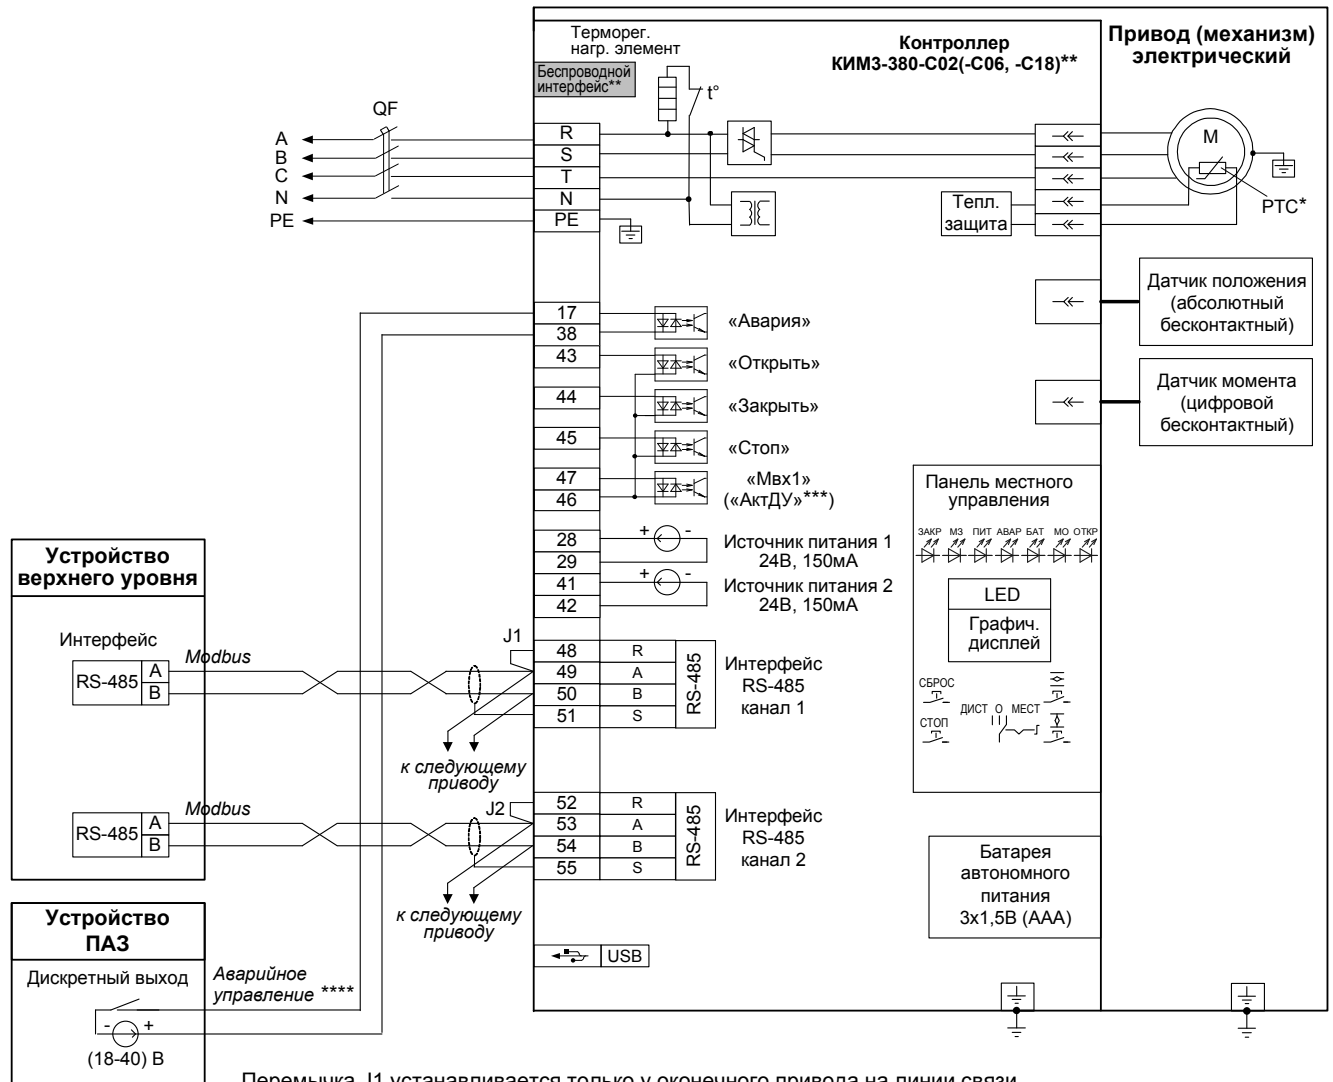 Терморег.
нагр. элемент
Беспроводной
интерфейс**
t°
Контроллер
КИМ3-380-С02(-С06, -С18)**
Привод (механизм)
электрический
QF
A
B
C
N
PE
R
S
T
N
PE
M
PTC*
Тепл.
защита
Датчик положения
(абсолютный
бесконтактный)
Датчик момента
(цифровой
бесконтактный)
17
38
«Авария»
43
«Открыть»
44
«Закрыть»
45
«Стоп»
47
46
«Мвх1»
(«АктДУ»***)
28
29
+ -
Источник питания 1
24В, 150мА
41
42
+ -
Источник питания 2
24В, 150мА
Панель местного
управления
ЗАКР МЗ ПИТ АВАР БАТ МО ОТКР
LED
Графич.
дисплей
СБРОС
СТОП
ДИСТ О МЕСТ
Устройство
верхнего уровня
Интерфейс
RS-485
A
B
Modbus
J1
48 R
49 A
50 B
51 S
RS-485
Интерфейс
RS-485
канал 1
к следующему
приводу
RS-485
A
B
Modbus
J2
52 R
53 A
54 B
55 S
RS-485
Интерфейс
RS-485
канал 2
к следующему
приводу
Батарея
автономного
питания
3х1,5В (ААА)
USB
Устройство
ПАЗ
Дискретный выход
- +
(18-40) В
Аварийное
управление ****
Перемычка J1 устанавливается только у оконечного привода на линии связи